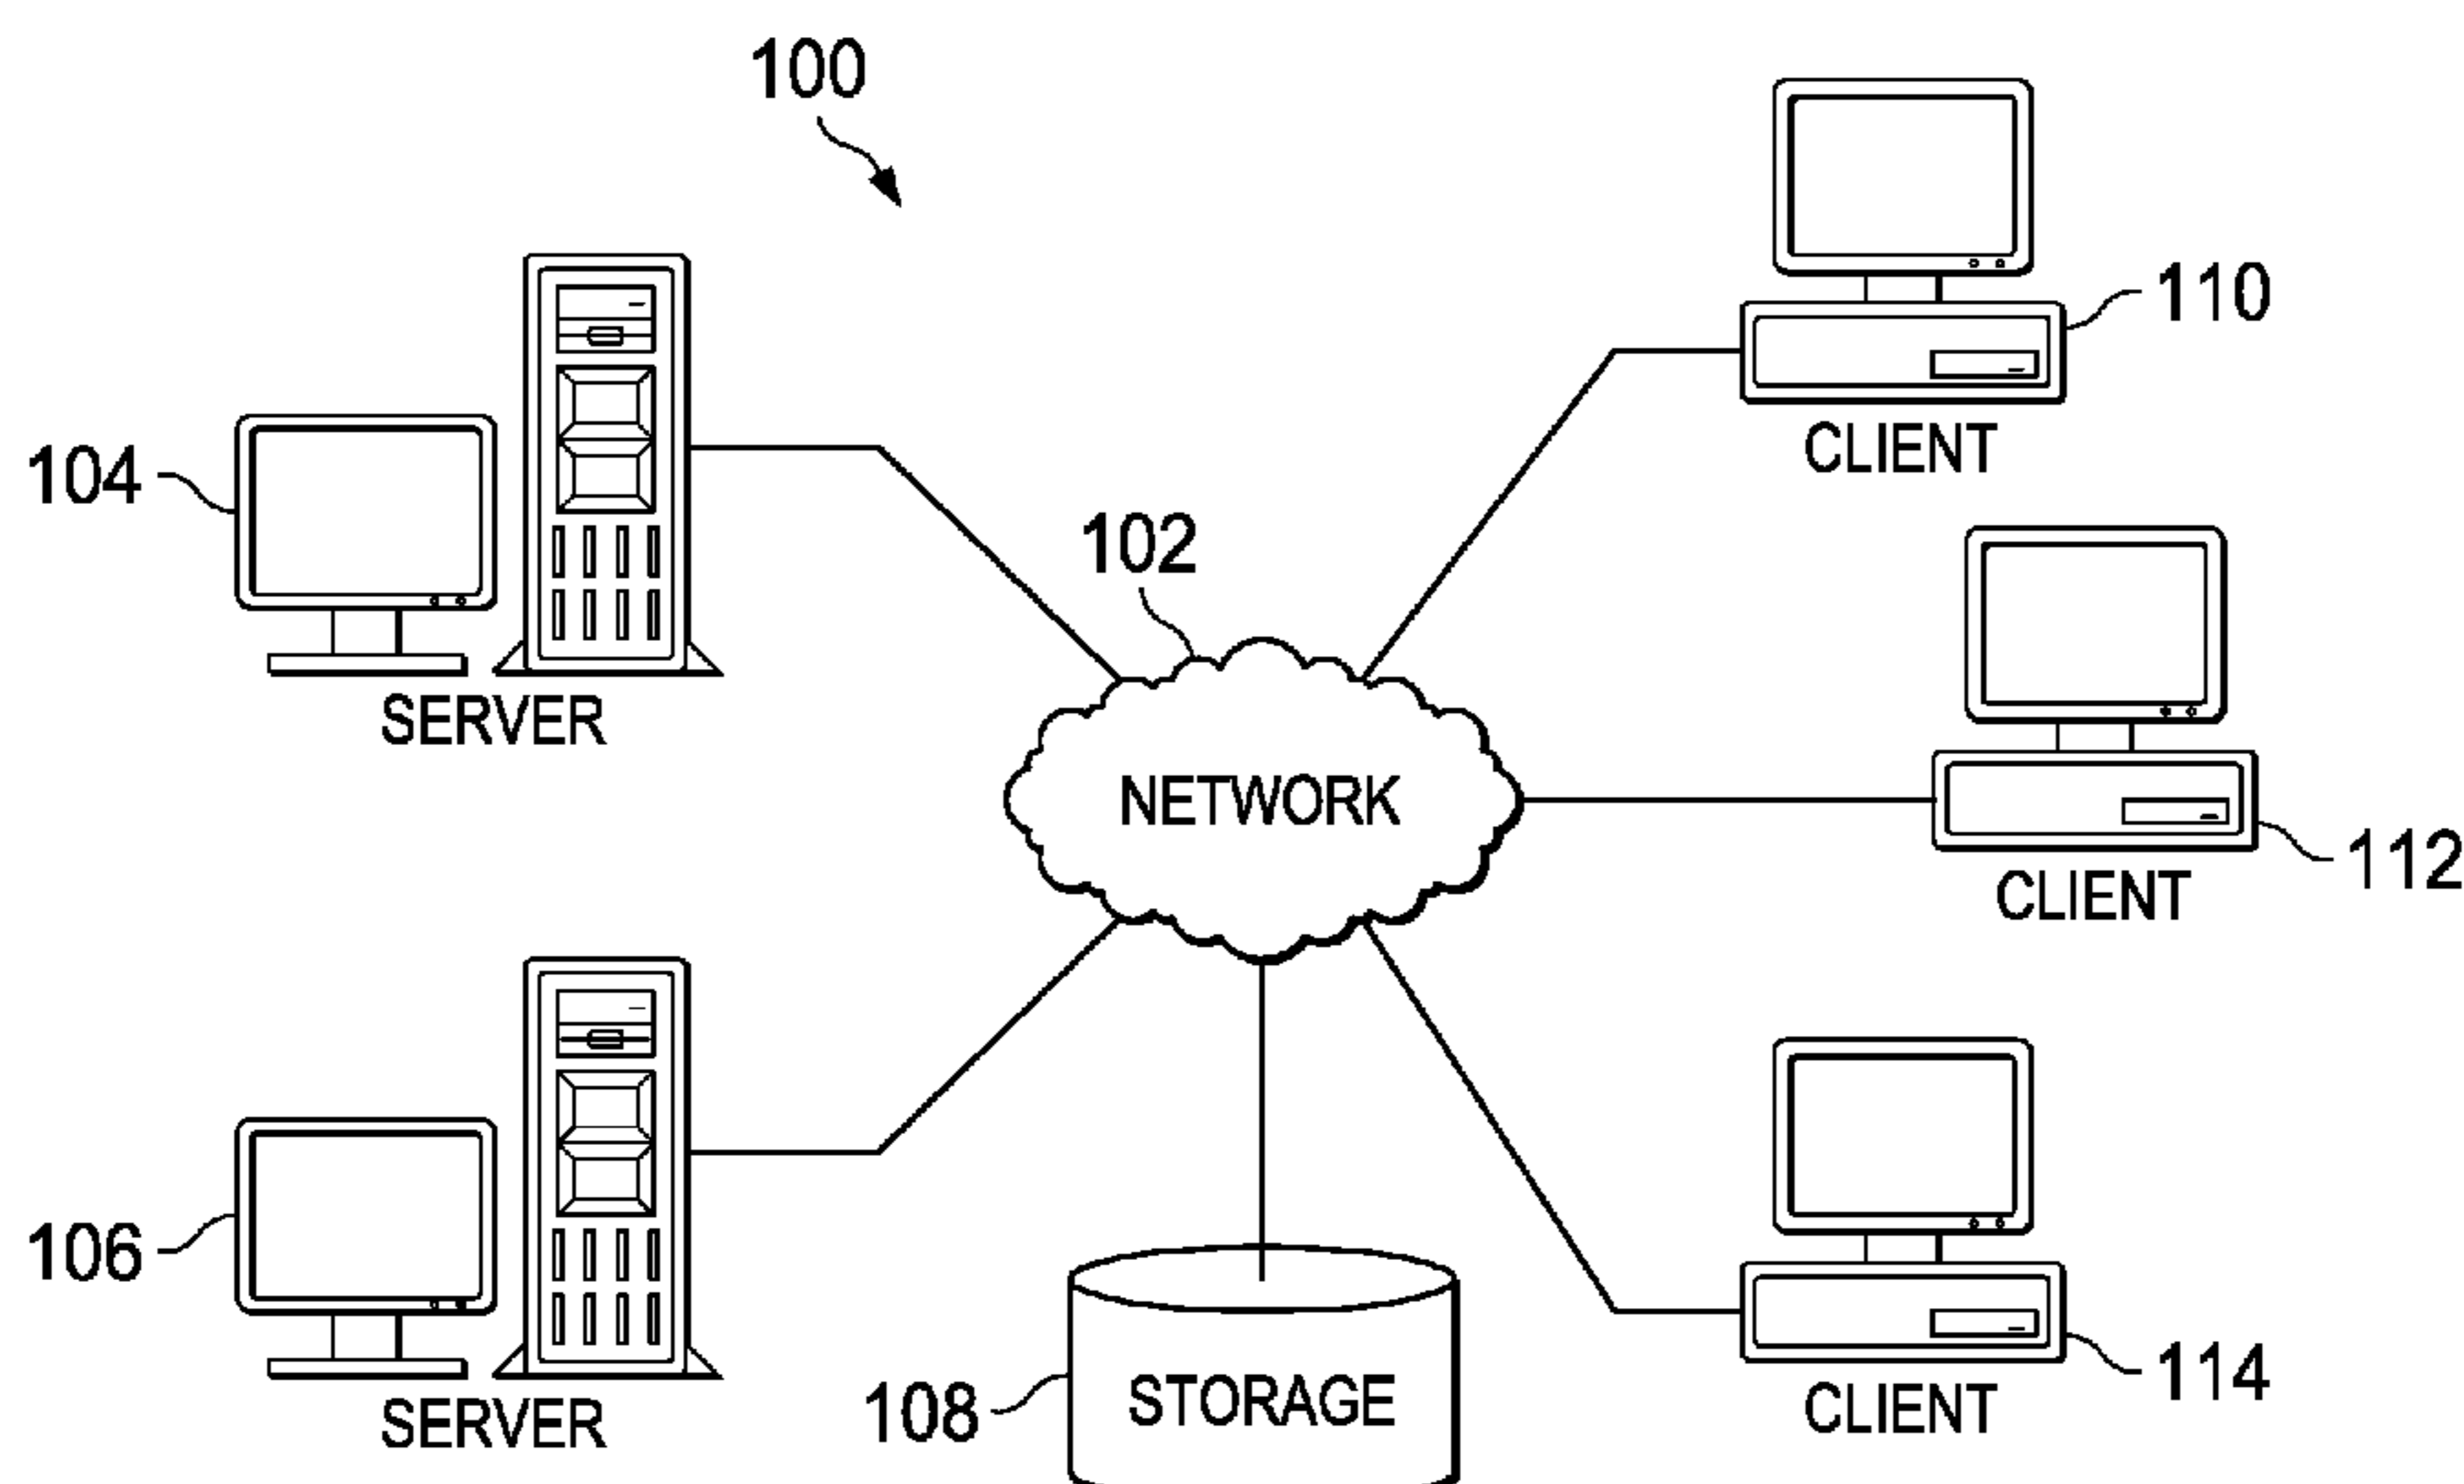 100
110
CLIENT
104
102
SERVER
NETWORK
112
CLIENT
106
108
STORAGE
114
CLIENT
SERVER